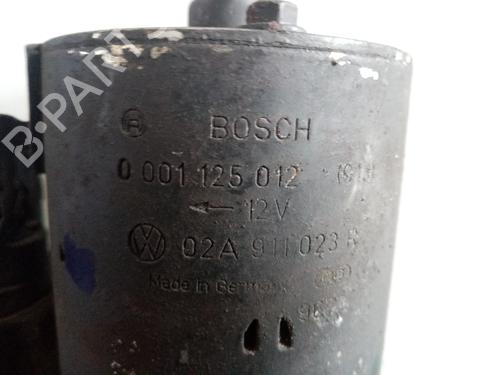 B-PART
® BOSCH
0 001 125 012
← 12V
02A 911 023
Made in Germany